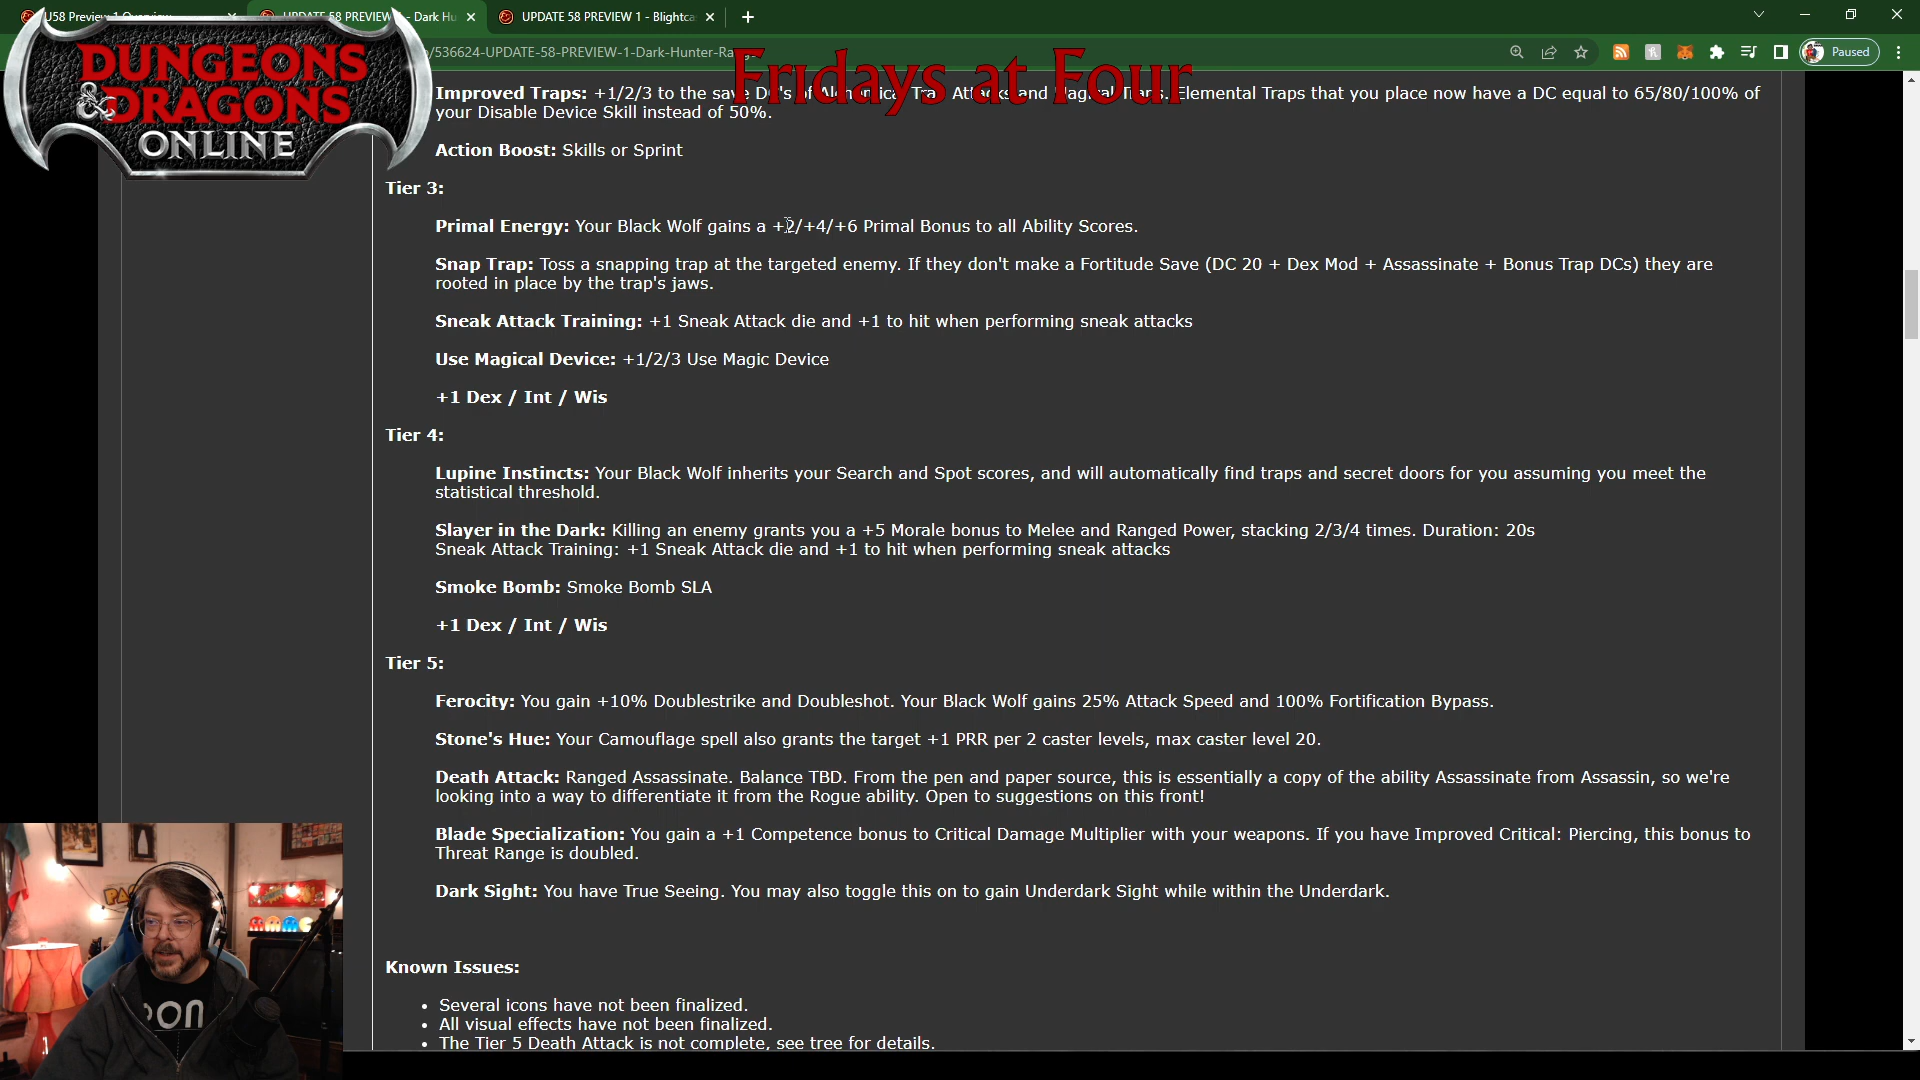 U58 Preview 1 Overview
UPDATE 58 PREVIEW 1 - Dark Hu
UPDATE 58 PREVIEW 1 - Blightca
/536624-UPDATE-58-PREVIEW-1-Dark-Hunter-Ra
Paused
DUNGEONS
& DRAGONS
ONLINE
Fridays at Four
Improved Traps: +1/2/3 to the save DC's of Alchemical Trap Attacks and Magical Traps. Elemental Traps that you place now have a DC equal to 65/80/100% of
your Disable Device Skill instead of 50%.
Action Boost: Skills or Sprint
Tier 3:
Primal Energy: Your Black Wolf gains a +2/+4/+6 Primal Bonus to all Ability Scores.
Snap Trap: Toss a snapping trap at the targeted enemy. If they don't make a Fortitude Save (DC 20 + Dex Mod + Assassinate + Bonus Trap DCs) they are
rooted in place by the trap's jaws.
Sneak Attack Training: +1 Sneak Attack die and +1 to hit when performing sneak attacks
Use Magical Device: +1/2/3 Use Magic Device
+1 Dex / Int / Wis
Tier 4:
Lupine Instincts: Your Black Wolf inherits your Search and Spot scores, and will automatically find traps and secret doors for you assuming you meet the
statistical threshold.
Slayer in the Dark: Killing an enemy grants you a +5 Morale bonus to Melee and Ranged Power, stacking 2/3/4 times. Duration: 20s
Sneak Attack Training: +1 Sneak Attack die and +1 to hit when performing sneak attacks
Smoke Bomb: Smoke Bomb SLA
+1 Dex / Int / Wis
Tier 5:
Ferocity: You gain +10% Doublestrike and Doubleshot. Your Black Wolf gains 25% Attack Speed and 100% Fortification Bypass.
Stone's Hue: Your Camouflage spell also grants the target +1 PRR per 2 caster levels, max caster level 20.
Death Attack: Ranged Assassinate. Balance TBD. From the pen and paper source, this is essentially a copy of the ability Assassinate from Assassin, so we're
looking into a way to differentiate it from the Rogue ability. Open to suggestions on this front!
Blade Specialization: You gain a +1 Competence bonus to Critical Damage Multiplier with your weapons. If you have Improved Critical: Piercing, this bonus to
Threat Range is doubled.
Dark Sight: You have True Seeing. You may also toggle this on to gain Underdark Sight while within the Underdark.
Known Issues:
• Several icons have not been finalized.
• All visual effects have not been finalized.
• The Tier 5 Death Attack is not complete, see tree for details.